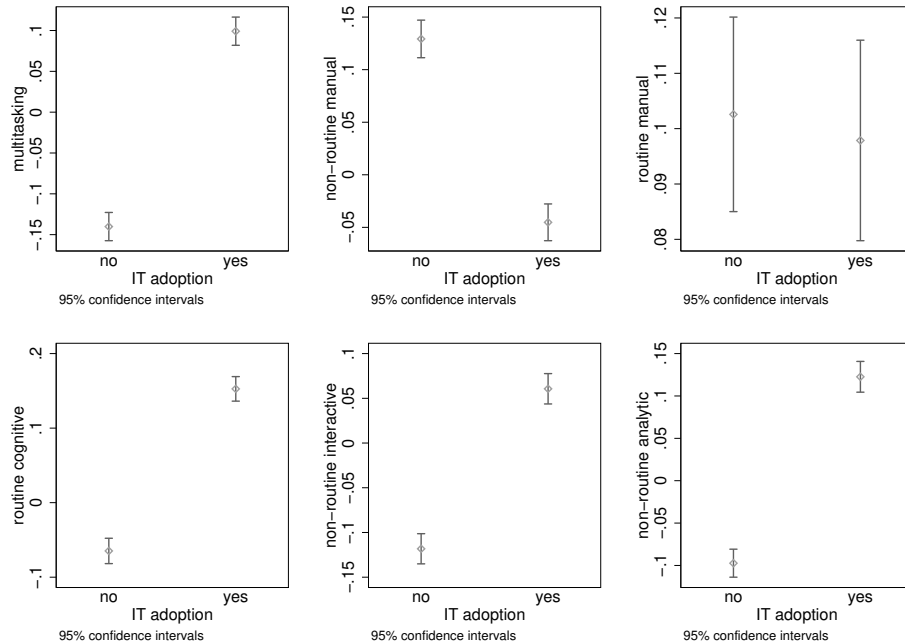 multitasking
-.15 -.1 -.05 0 .05 .1
no yes
IT adoption
95% confidence intervals
non-routine manual
-.05 0 .05 .1 .15
no yes
IT adoption
95% confidence intervals
routine manual
.08 .09 .1 .11 .12
no yes
IT adoption
95% confidence intervals
routine cognitive
-.1 0 .1 .2
no yes
IT adoption
95% confidence intervals
non-routine interactive
-.15 -.1 -.05 0 .05 .1
no yes
IT adoption
95% confidence intervals
non-routine analytic
-.1 -.05 0 .05 .1 .15
no yes
IT adoption
95% confidence intervals